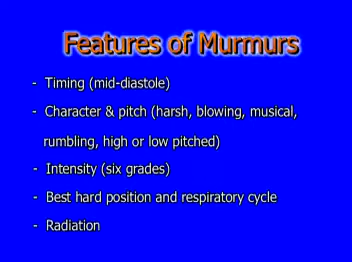 Features of Murmurs
- Timing (mid-diastole)
- Character & pitch (harsh, blowing, musical,
rumbling, high or low pitched)
- Intensity (six grades)
- Best hard position and respiratory cycle
- Radiation